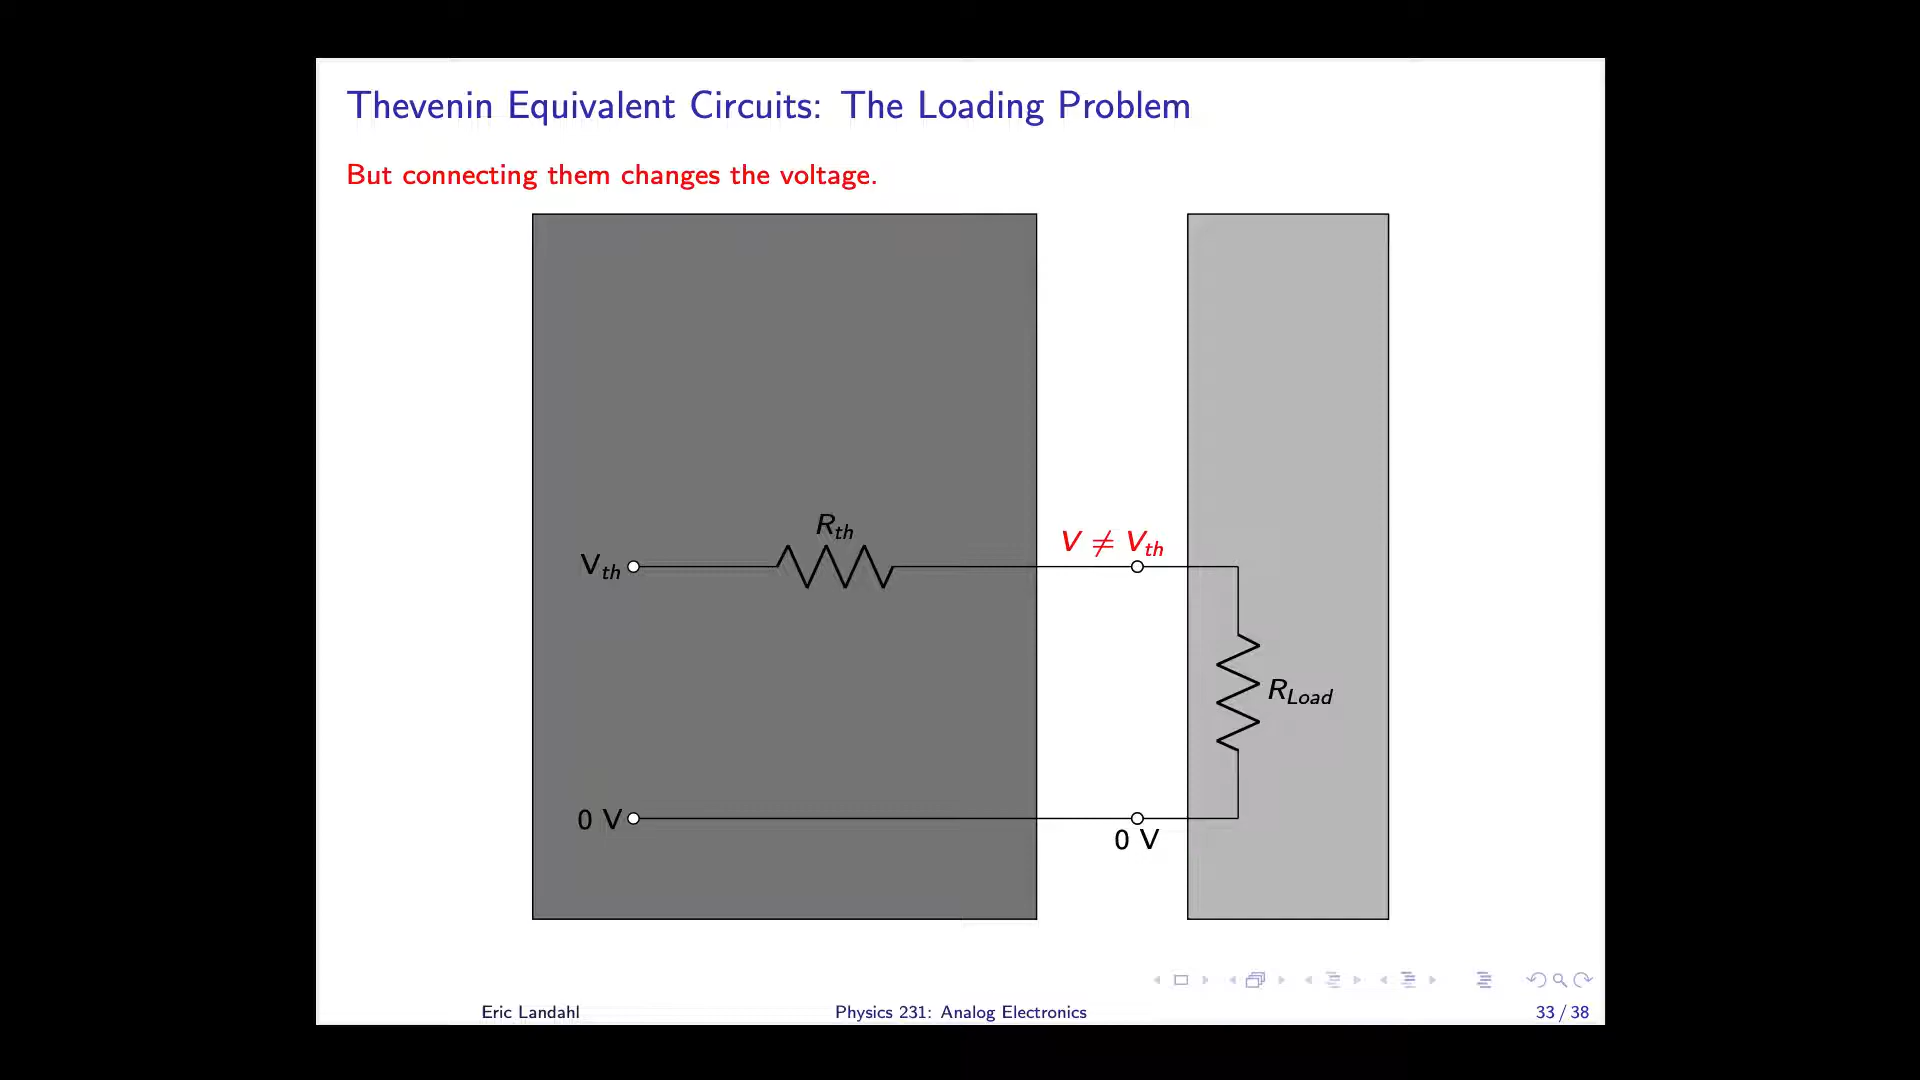 Thevenin Equivalent Circuits: The Loading Problem
But connecting them changes the voltage.
R_th
V ≠ V_th
V_th
R_Load
0 V
0 V
Eric Landahl
Physics 231: Analog Electronics
33 / 38